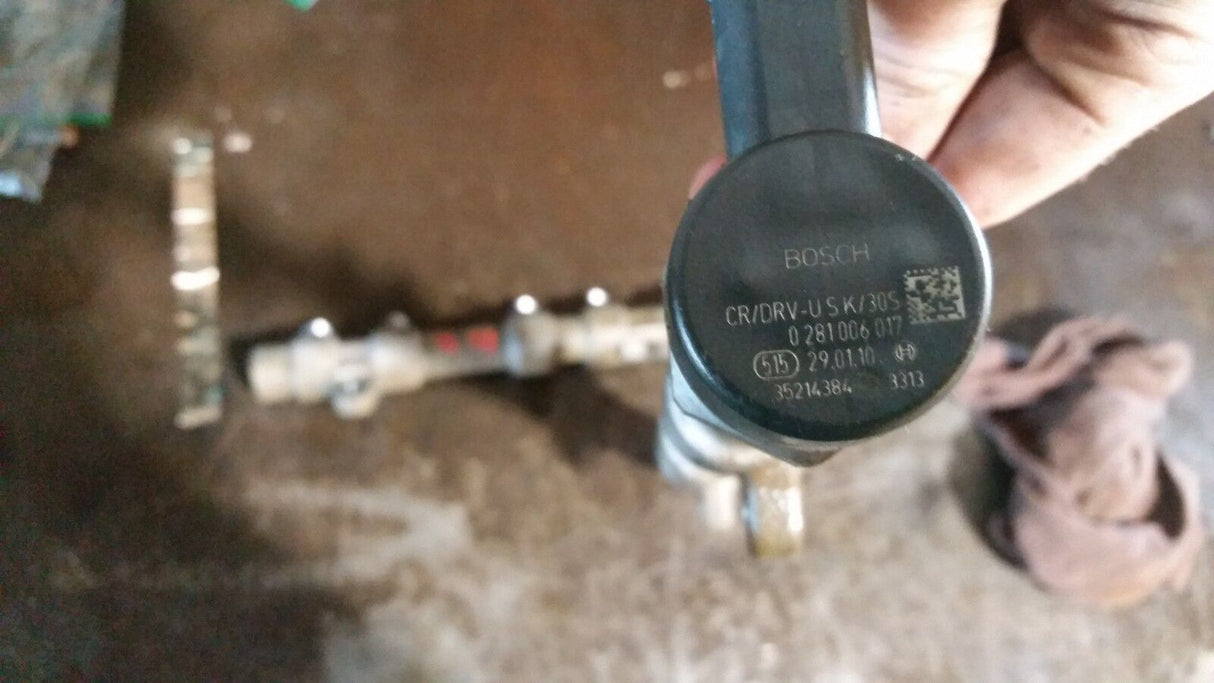 BOSCH
CR/DRV-U S K/30S
0 281 006 017
515 29.01.10.
35214384 3313